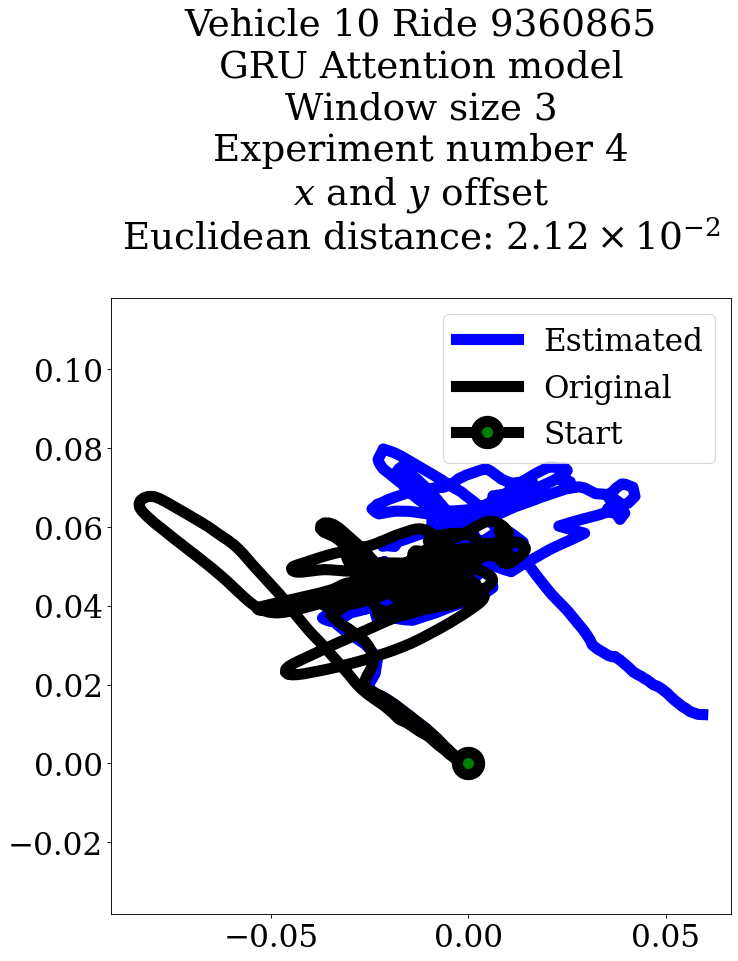 Vehicle 10 Ride 9360865
GRU Attention model
Window size 3
Experiment number 4
x and y offset
Euclidean distance: 2.12 × 10⁻²
Estimated
Original
Start
0.10
0.08
0.06
0.04
0.02
0.00
−0.02
−0.05 0.00 0.05